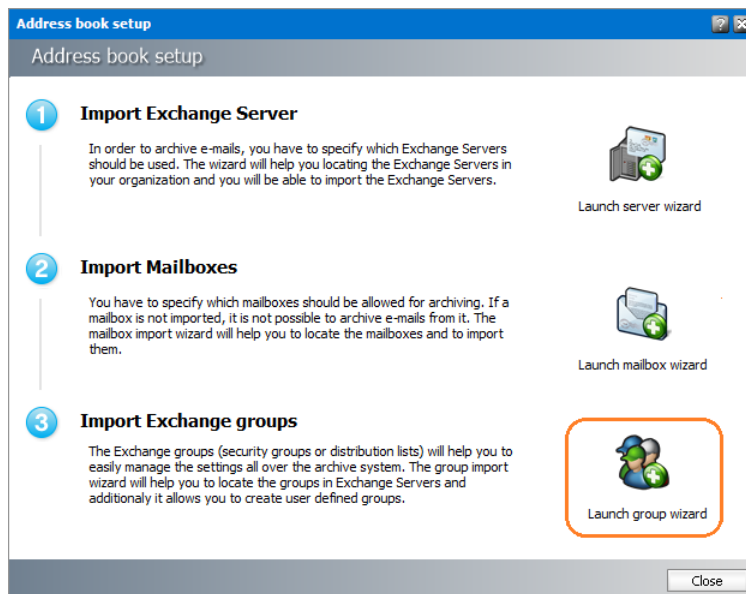 Address book setup
Address book setup
1
Import Exchange Server
In order to archive e-mails, you have to specify which Exchange Servers
should be used. The wizard will help you locating the Exchange Servers in
your organization and you will be able to import the Exchange Servers.
Launch server wizard
2
Import Mailboxes
You have to specify which mailboxes should be allowed for archiving. If a
mailbox is not imported, it is not possible to archive e-mails from it. The
mailbox import wizard will help you to locate the mailboxes and to import
them.
Launch mailbox wizard
3
Import Exchange groups
The Exchange groups (security groups or distribution lists) will help you to
easily manage the settings all over the archive system. The group import
wizard will help you to locate the groups in Exchange Servers and
additionaly it allows you to create user defined groups.
Launch group wizard
Close